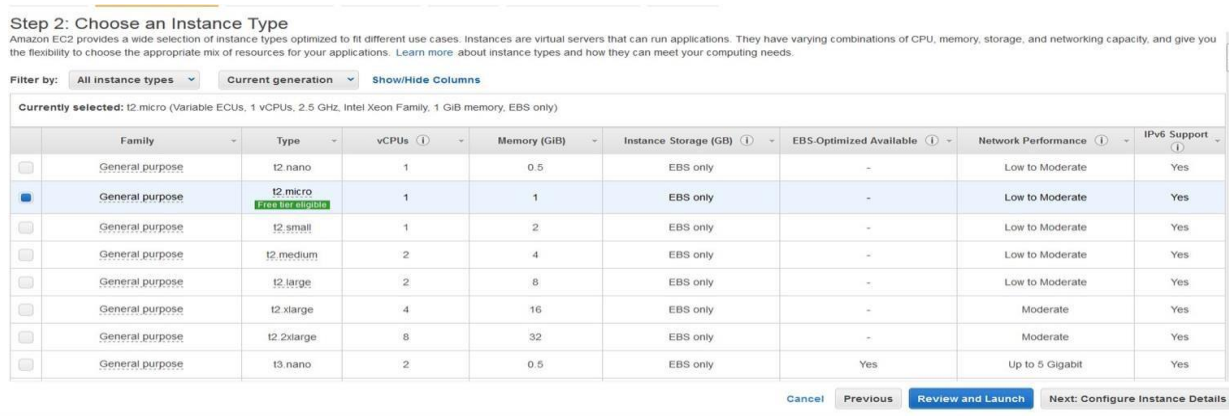 Step 2: Choose an Instance Type
Amazon EC2 provides a wide selection of instance types optimized to fit different use cases. Instances are virtual servers that can run applications. They have varying combinations of CPU, memory, storage, and networking capacity, and give you
the flexibility to choose the appropriate mix of resources for your applications. Learn more about instance types and how they can meet your computing needs.
Filter by: All instance types Current generation Show/Hide Columns
Currently selected: t2.micro (Variable ECUs, 1 vCPUs, 2.5 GHz, Intel Xeon Family, 1 GiB memory, EBS only)
Family Type vCPUs Memory (GiB) Instance Storage (GB) EBS-Optimized Available Network Performance IPv6 Support
General purpose t2.nano 1 0.5 EBS only - Low to Moderate Yes
General purpose t2.micro 1 1 EBS only - Low to Moderate Yes
Free tier eligible
General purpose t2.small 1 2 EBS only - Low to Moderate Yes
General purpose t2.medium 2 4 EBS only - Low to Moderate Yes
General purpose t2.large 2 8 EBS only - Low to Moderate Yes
General purpose t2.xlarge 4 16 EBS only - Moderate Yes
General purpose t2.2xlarge 8 32 EBS only - Moderate Yes
General purpose t3.nano 2 0.5 EBS only Yes Up to 5 Gigabit Yes
Cancel Previous Review and Launch Next: Configure Instance Details